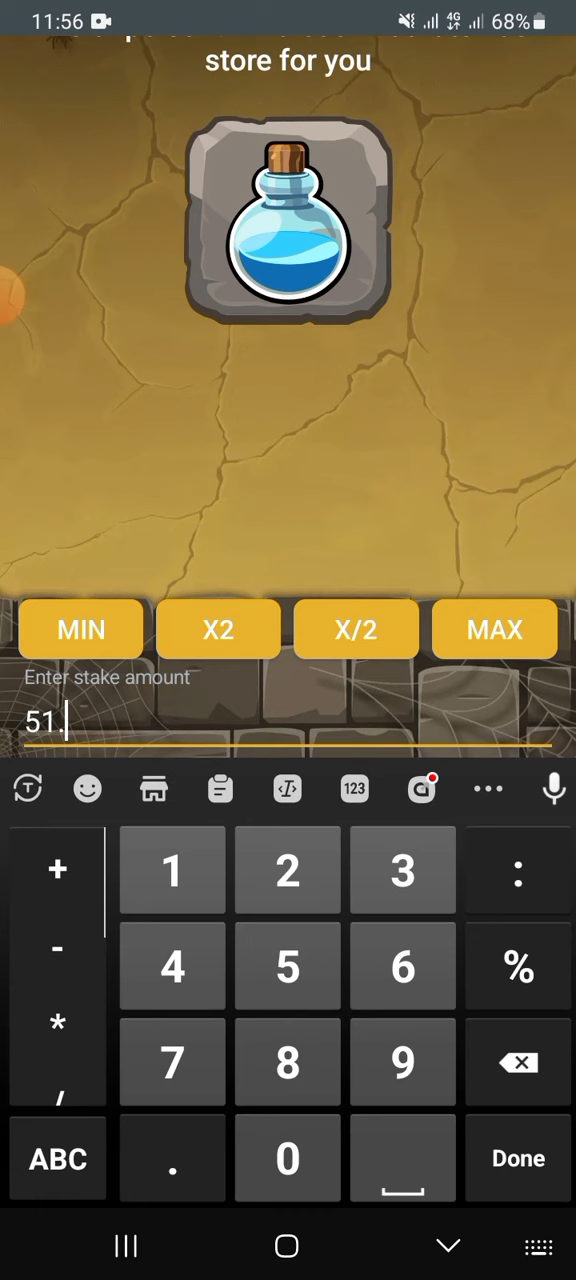 11:56 4G 68%
store for you
MIN X2 X/2 MAX
Enter stake amount
51.
T 123
+ 1 2 3 :
- 4 5 6 %
* 7 8 9
/
ABC . 0 Done